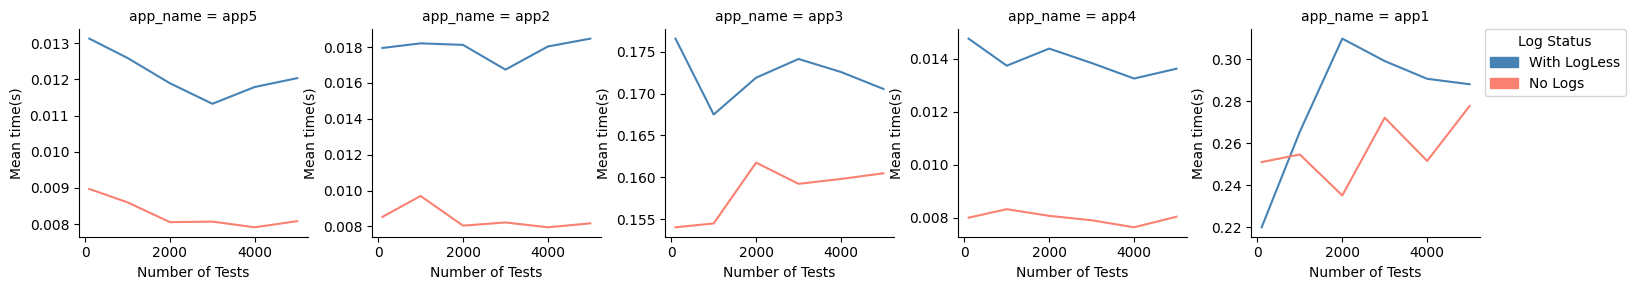 app_name = app5
0.013
0.012
0.011
0.010
0.009
0.008
Mean time(s)
0
2000
4000
Number of Tests
app_name = app2
0.018
0.016
0.014
0.012
0.010
0.008
Mean time(s)
0
2000
4000
Number of Tests
app_name = app3
0.175
0.170
0.165
0.160
0.155
Mean time(s)
0
2000
4000
Number of Tests
app_name = app4
0.014
0.012
0.010
0.008
Mean time(s)
0
2000
4000
Number of Tests
app_name = app1
0.30
0.28
0.26
0.24
0.22
Mean time(s)
0
2000
4000
Number of Tests
Log Status
With LogLess
No Logs